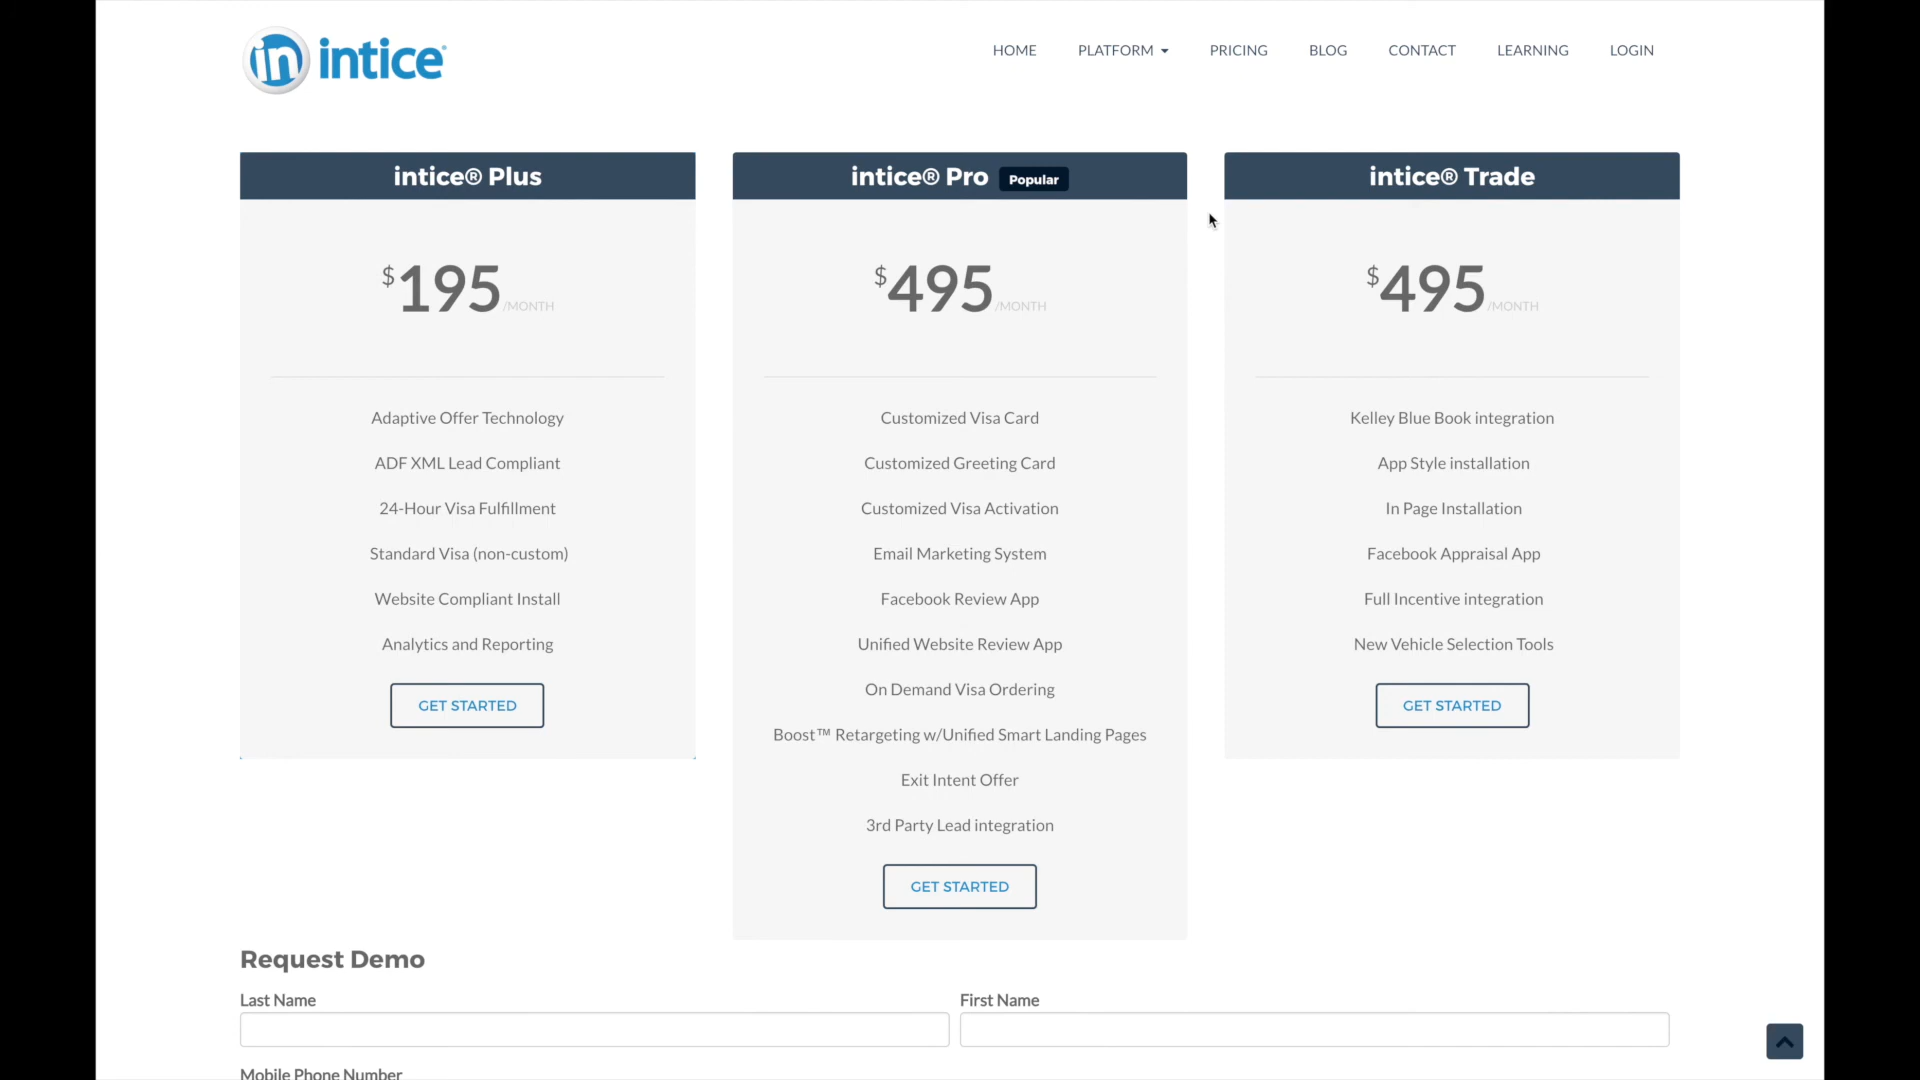 in intice®
HOME PLATFORM PRICING BLOG CONTACT LEARNING LOGIN
intice® Plus
$195/MONTH
Adaptive Offer Technology
ADF XML Lead Compliant
24-Hour Visa Fulfillment
Standard Visa (non-custom)
Website Compliant Install
Analytics and Reporting
GET STARTED
intice® Pro Popular
$495/MONTH
Customized Visa Card
Customized Greeting Card
Customized Visa Activation
Email Marketing System
Facebook Review App
Unified Website Review App
On Demand Visa Ordering
Boost™ Retargeting w/Unified Smart Landing Pages
Exit Intent Offer
3rd Party Lead integration
GET STARTED
intice® Trade
$495/MONTH
Kelley Blue Book integration
App Style installation
In Page Installation
Facebook Appraisal App
Full Incentive integration
New Vehicle Selection Tools
GET STARTED
Request Demo
Last Name
First Name
Mobile Phone Number